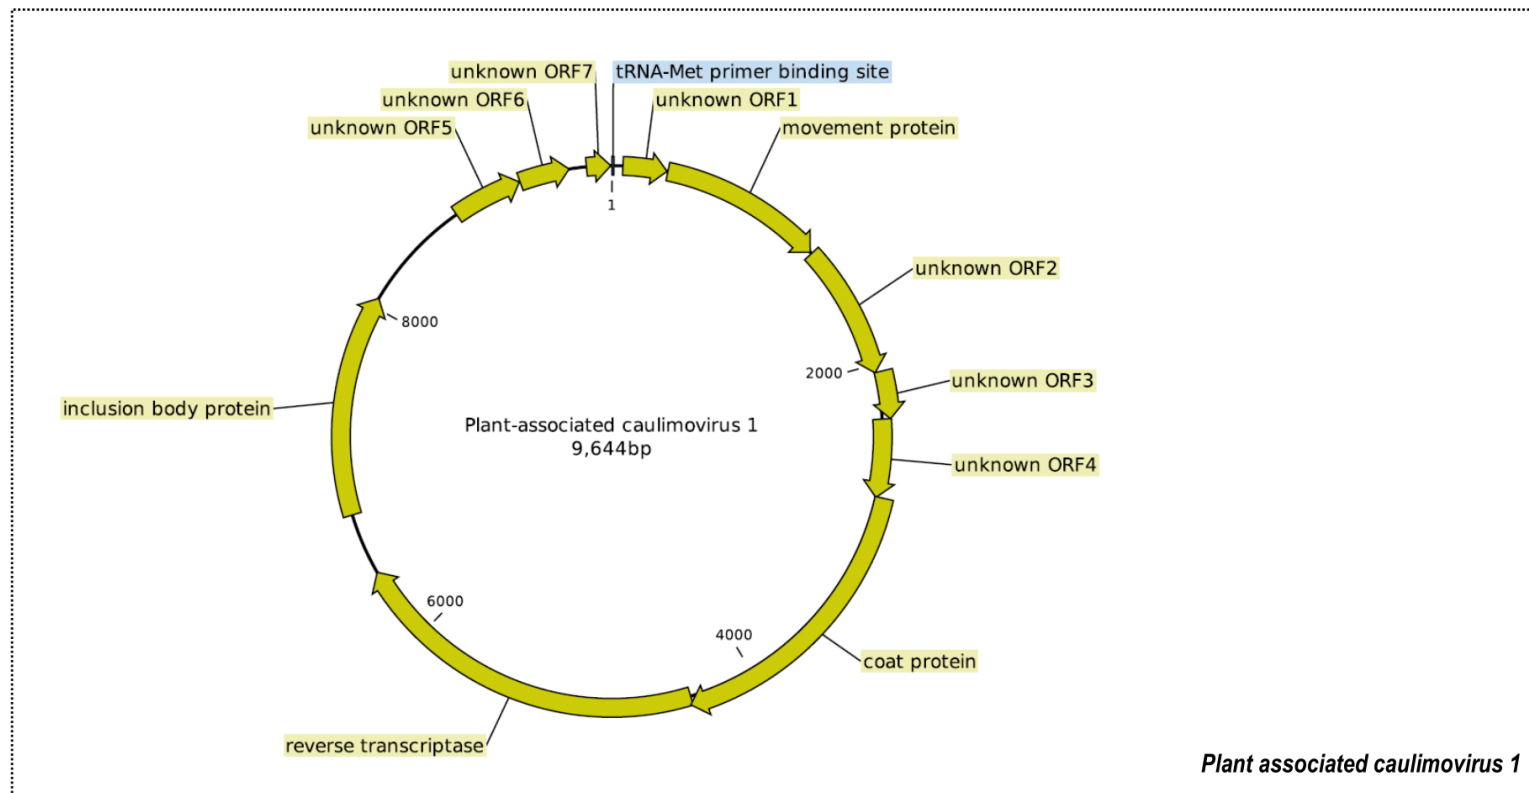 unknown ORF7
tRNA-Met primer binding site
unknown ORF6
unknown ORF1
unknown ORF5
movement protein
1
unknown ORF2
8000
2000
unknown ORF3
inclusion body protein
Plant-associated caulimovirus 1
9,644bp
unknown ORF4
6000
4000
coat protein
reverse transcriptase
Plant associated caulimovirus 1